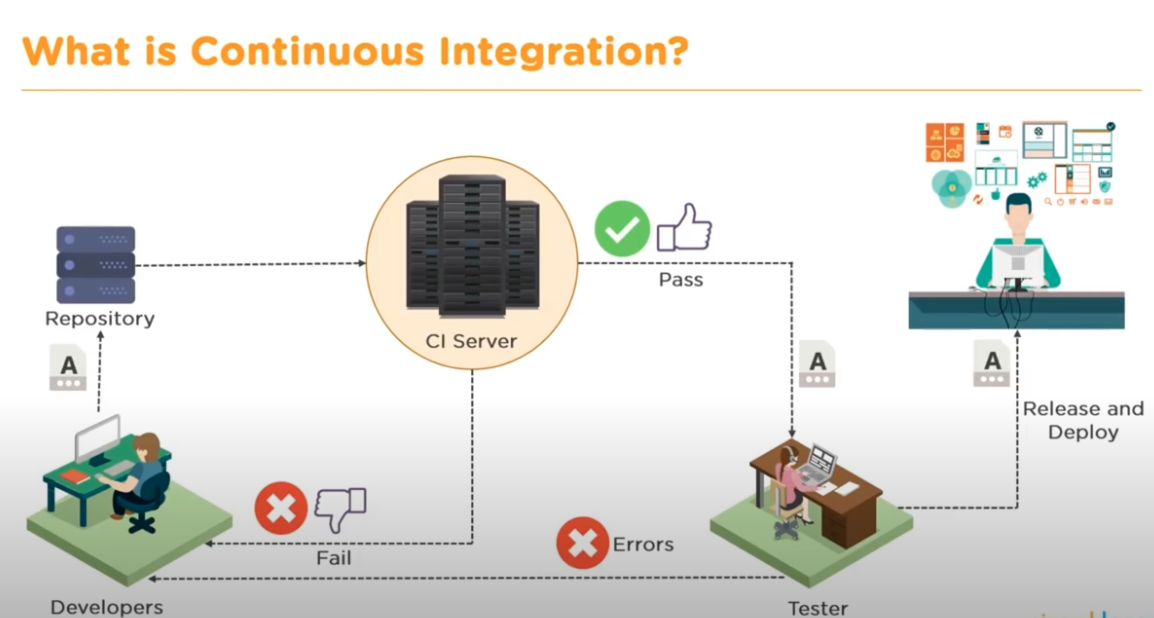 What is Continuous Integration?
Pass
Repository
CI Server
A
A
A
Release and
Deploy
Fail
Errors
Developers
Tester